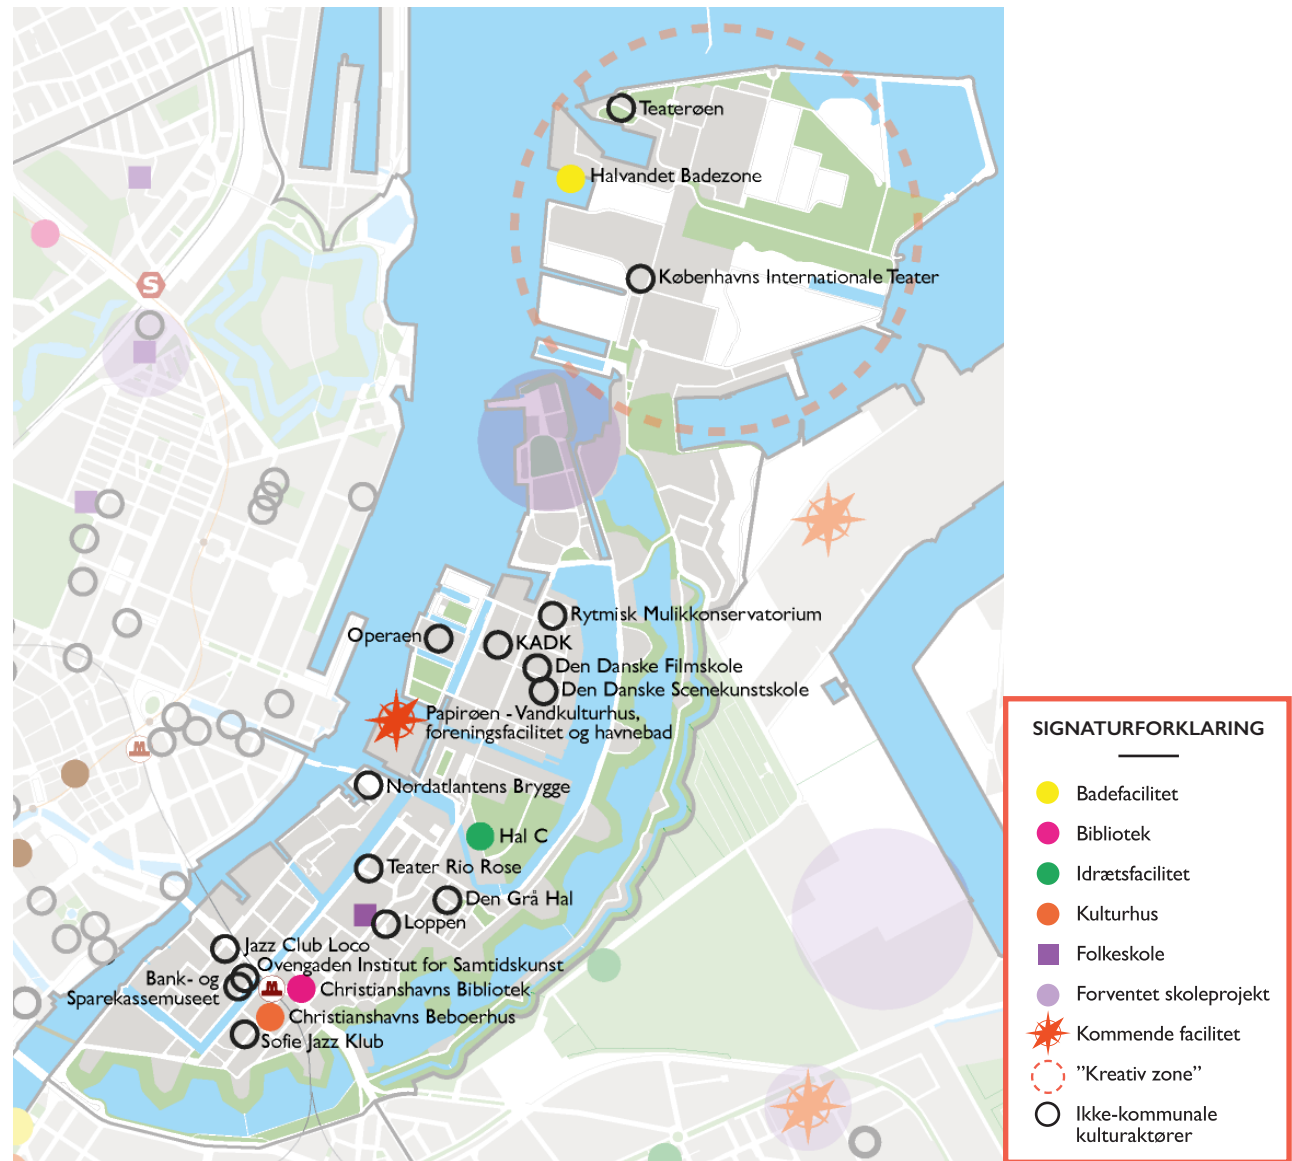 Teaterøen
Halvandet Badezone
Københavns Internationale Teater
S
Rytmisk Mulikkonservatorium
Operaen
KADK
Den Danske Filmskole
Den Danske Scenekunstskole
Papirøen - Vandkulturhus,
foreningsfacilitet og havnebad
M
Nordatlantens Brygge
Hal C
Teater Rio Rose
Den Grå Hal
Loppen
Jazz Club Loco
Ovengaden Institut for Samtidskunst
Bank- og
Sparekassemuseet
M
Christianshavns Bibliotek
Christianshavns Beboerhus
Sofie Jazz Klub
SIGNATURFORKLARING
Badefacilitet
Bibliotek
Idrætsfacilitet
Kulturhus
Folkeskole
Forventet skoleprojekt
Kommende facilitet
”Kreativ zone”
Ikke-kommunale
kulturaktører